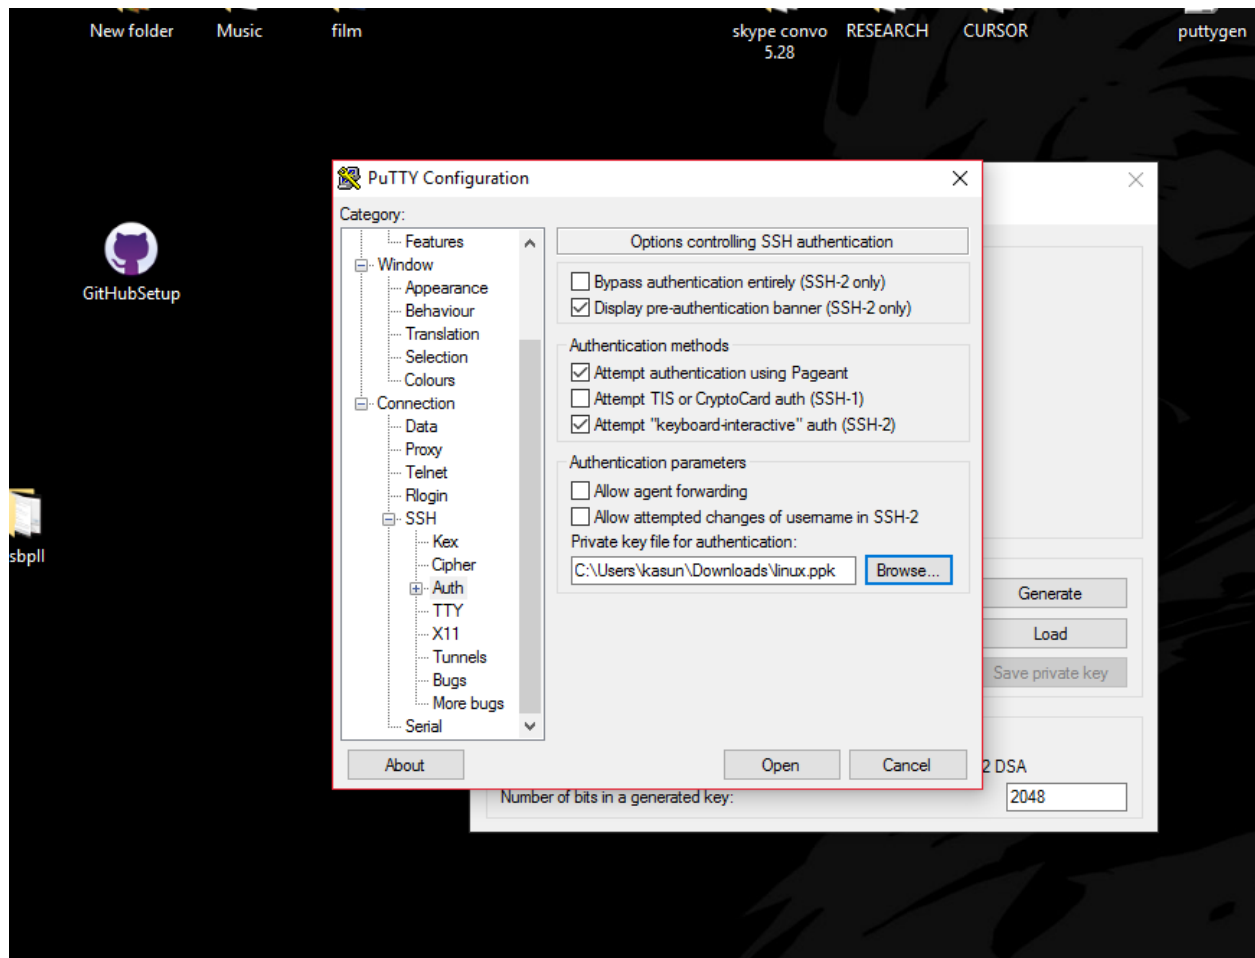 New folder
Music
film
skype convo
5.28
RESEARCH
CURSOR
puttygen
GitHubSetup
sbpll
PuTTY Configuration
Category:
Features
Window
Appearance
Behaviour
Translation
Selection
Colours
Connection
Data
Proxy
Telnet
Rlogin
SSH
Kex
Cipher
Auth
TTY
X11
Tunnels
Bugs
More bugs
Serial
Options controlling SSH authentication
Bypass authentication entirely (SSH-2 only)
Display pre-authentication banner (SSH-2 only)
Authentication methods
Attempt authentication using Pageant
Attempt TIS or CryptoCard auth (SSH-1)
Attempt "keyboard-interactive" auth (SSH-2)
Authentication parameters
Allow agent forwarding
Allow attempted changes of username in SSH-2
Private key file for authentication:
C:\Users\kasun\Downloads\linux.ppk
Browse...
About
Open
Cancel
Generate
Load
Save private key
2 DSA
Number of bits in a generated key:
2048